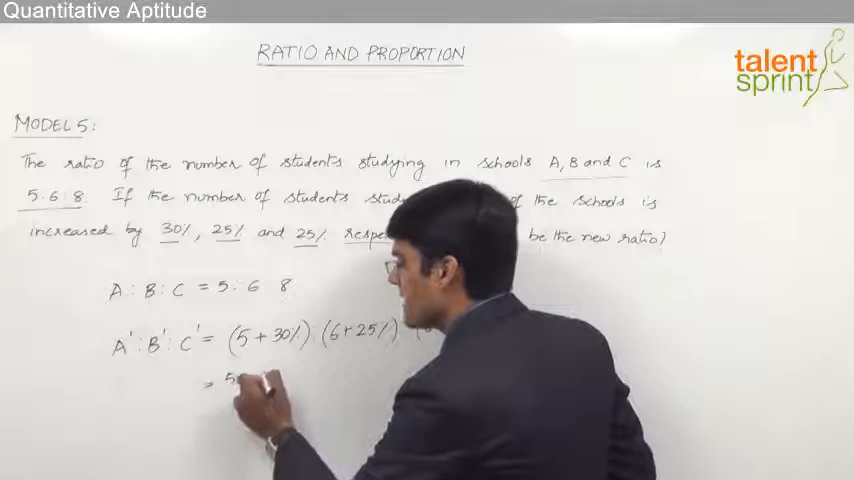 Quantitative Aptitude
RATIO AND PROPORTION
talent
sprint
MODEL 5:
The ratio of the number of students studying in schools A, B and C is
5:6:8. If the number of students of the schools is
increased by 30%, 25% and 25% be the new ratio)
A : B : C = 5 : 6 8
A' : B' : C' = (5 + 30%) : (6 + 25%) :
= 5